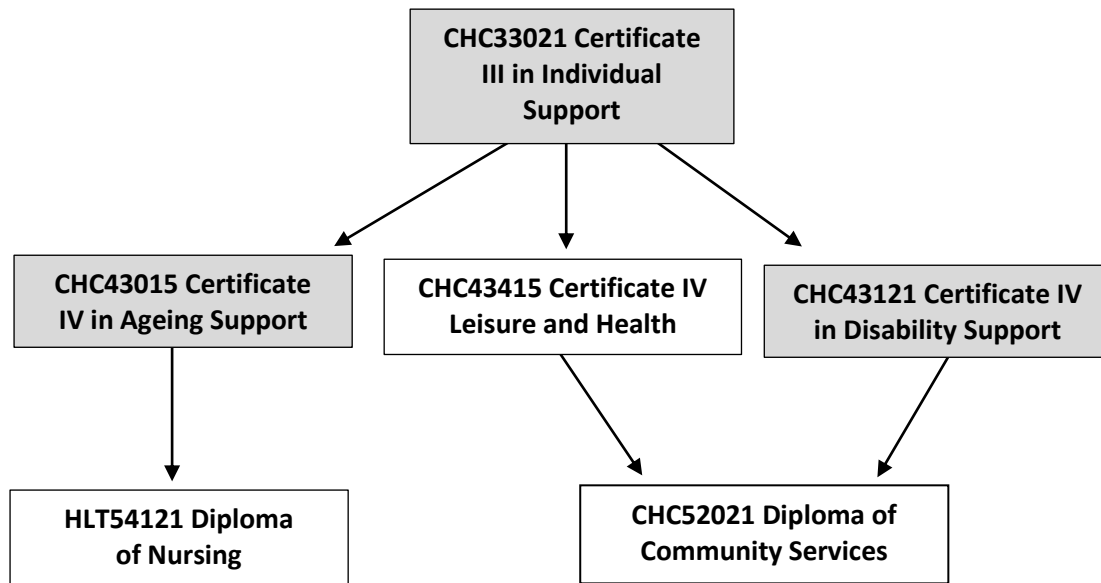 CHC33021 Certificate
III in Individual
Support
CHC43015 Certificate
IV in Ageing Support
CHC43415 Certificate IV
Leisure and Health
CHC43121 Certificate IV
in Disability Support
HLT54121 Diploma
of Nursing
CHC52021 Diploma of
Community Services